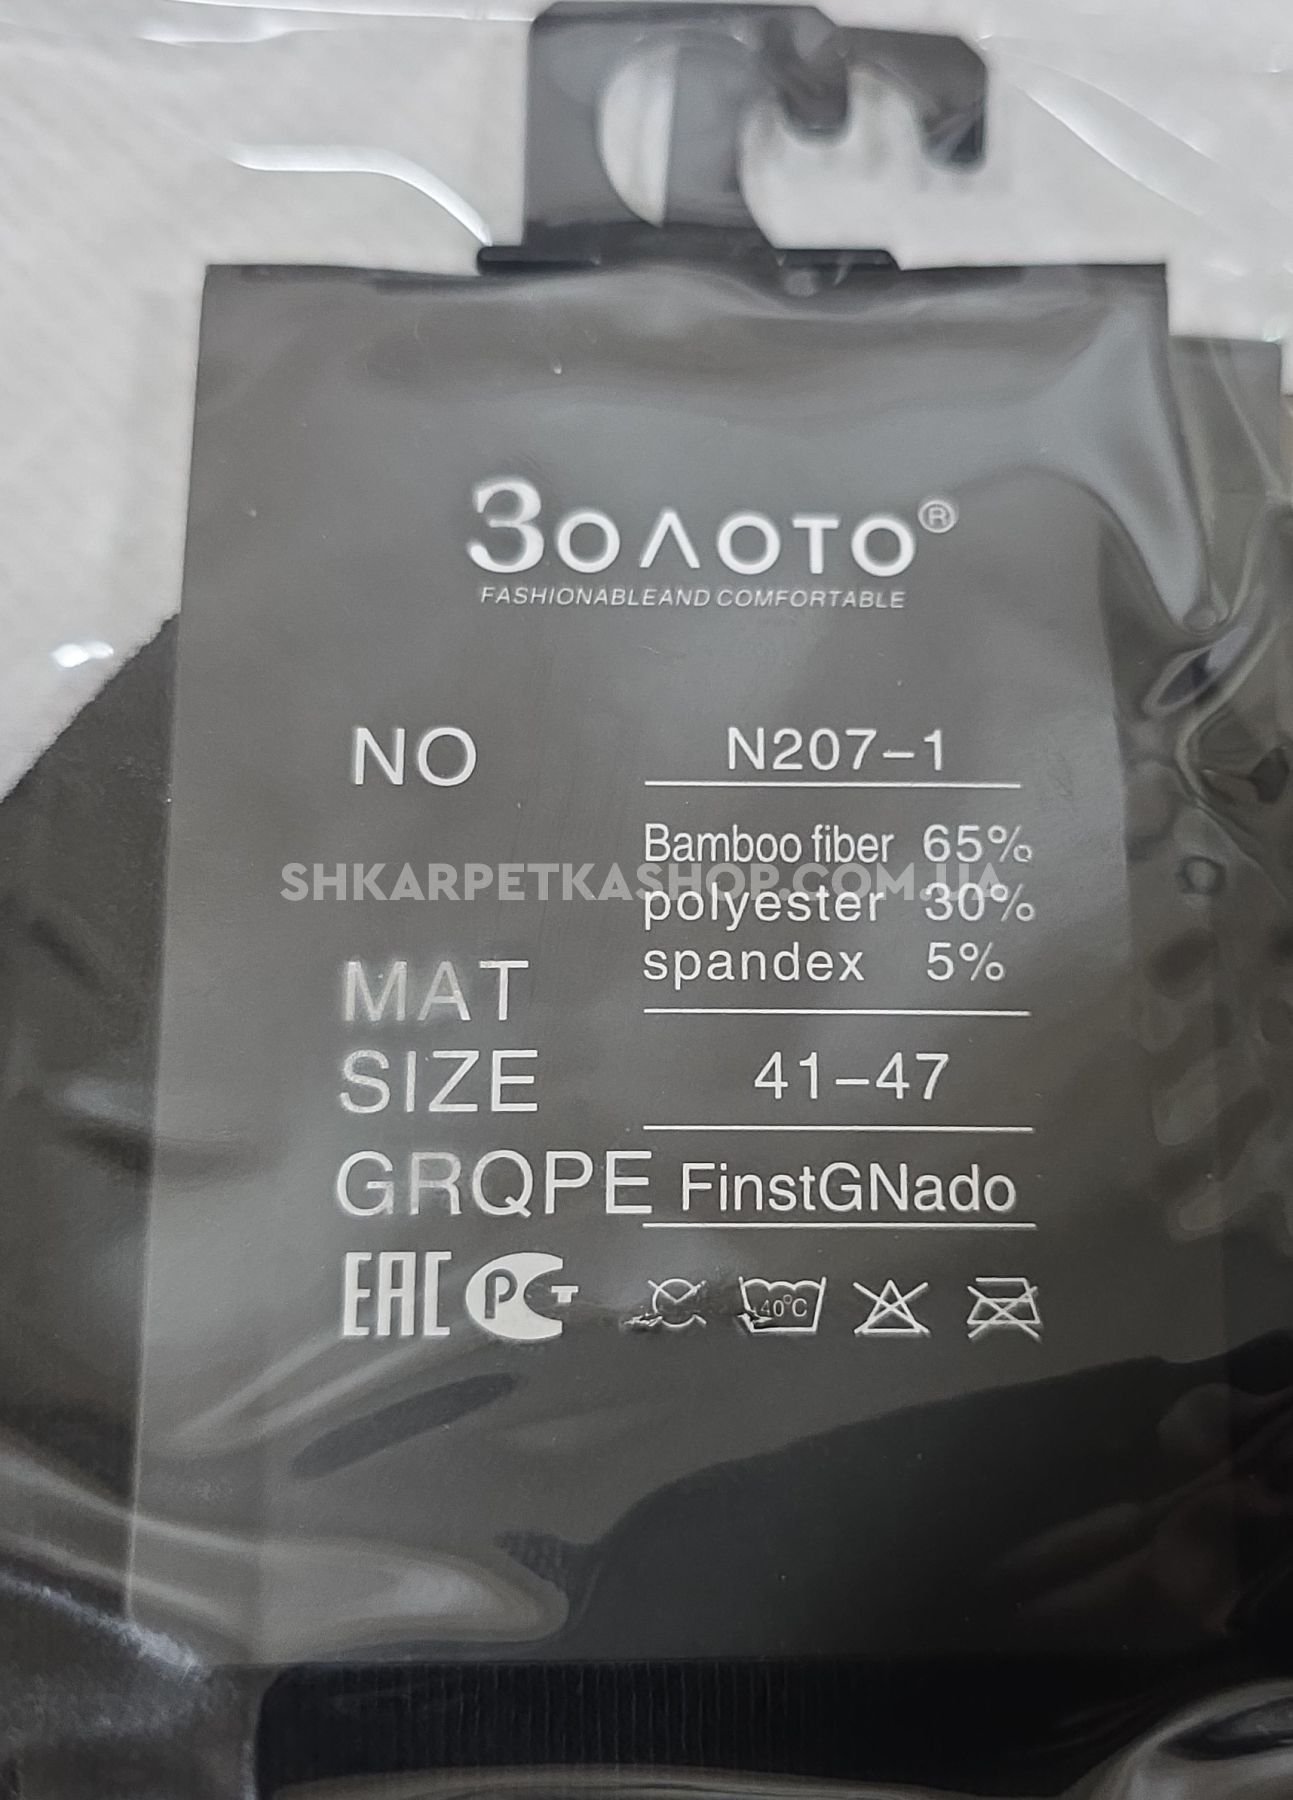 Золото®
FASHIONABLEAND COMFORTABLE
NO N207-1
Bamboo fiber 65%
SHKARPETKASHOP.COM.UA
polyester 30%
spandex 5%
MAT
SIZE 41-47
GRQPE FinstGNado
EAC РСТ 40°C